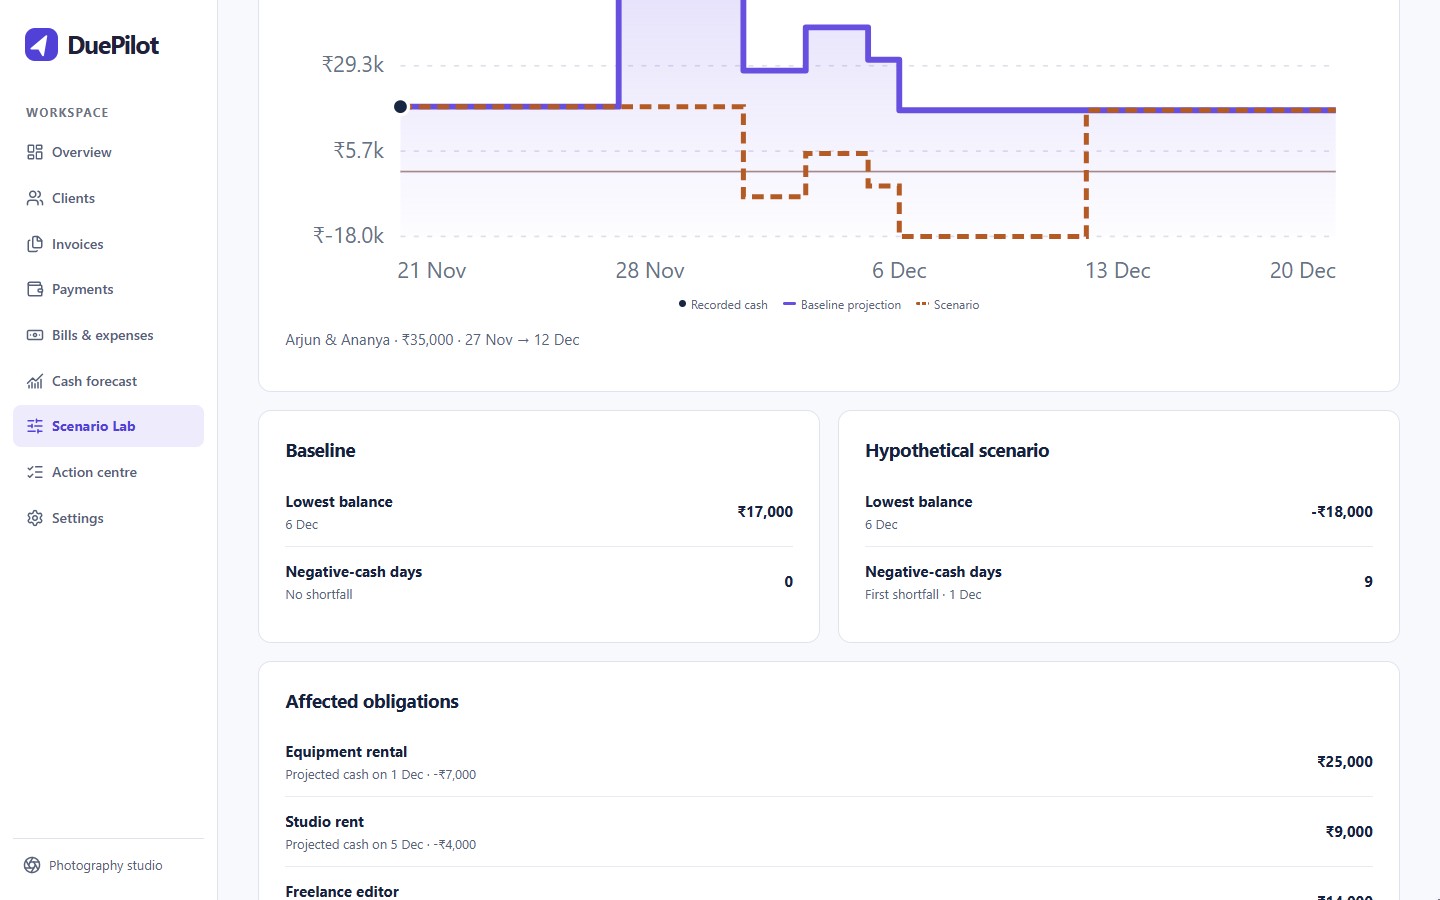 DuePilot
WORKSPACE
Overview
Clients
Invoices
Payments
Bills & expenses
Cash forecast
Scenario Lab
Action centre
Settings
Photography studio
₹29.3k
₹5.7k
₹-18.0k
21 Nov
28 Nov
6 Dec
13 Dec
20 Dec
Recorded cash
Baseline projection
Scenario
Arjun & Ananya · ₹35,000 · 27 Nov → 12 Dec
Baseline
Lowest balance
6 Dec
₹17,000
Negative-cash days
No shortfall
0
Hypothetical scenario
Lowest balance
6 Dec
-₹18,000
Negative-cash days
First shortfall · 1 Dec
9
Affected obligations
Equipment rental
Projected cash on 1 Dec · -₹7,000
₹25,000
Studio rent
Projected cash on 5 Dec · -₹4,000
₹9,000
Freelance editor